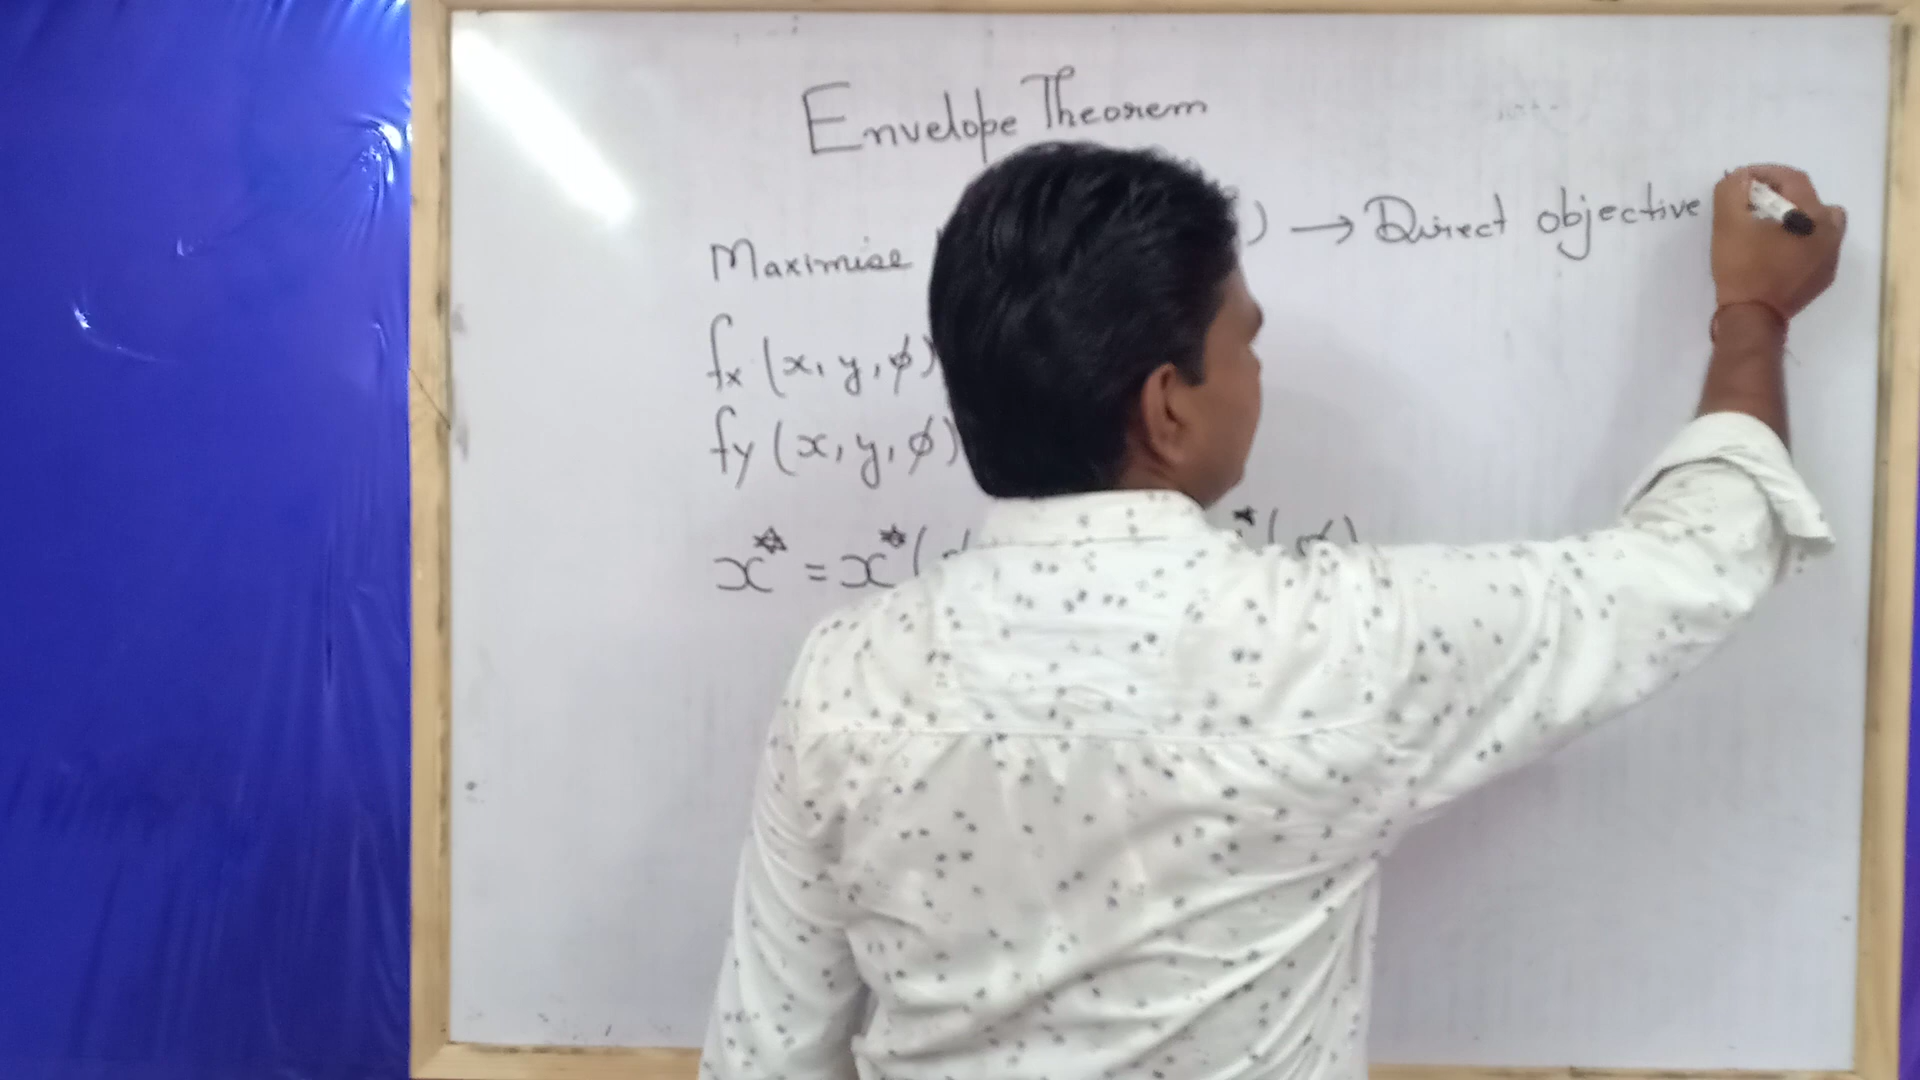 Envelope Theorem
Maximise ) → Direct objective
fx (x, y, ϕ)
fy (x, y, ϕ)
x* = x*( *(ϕ)